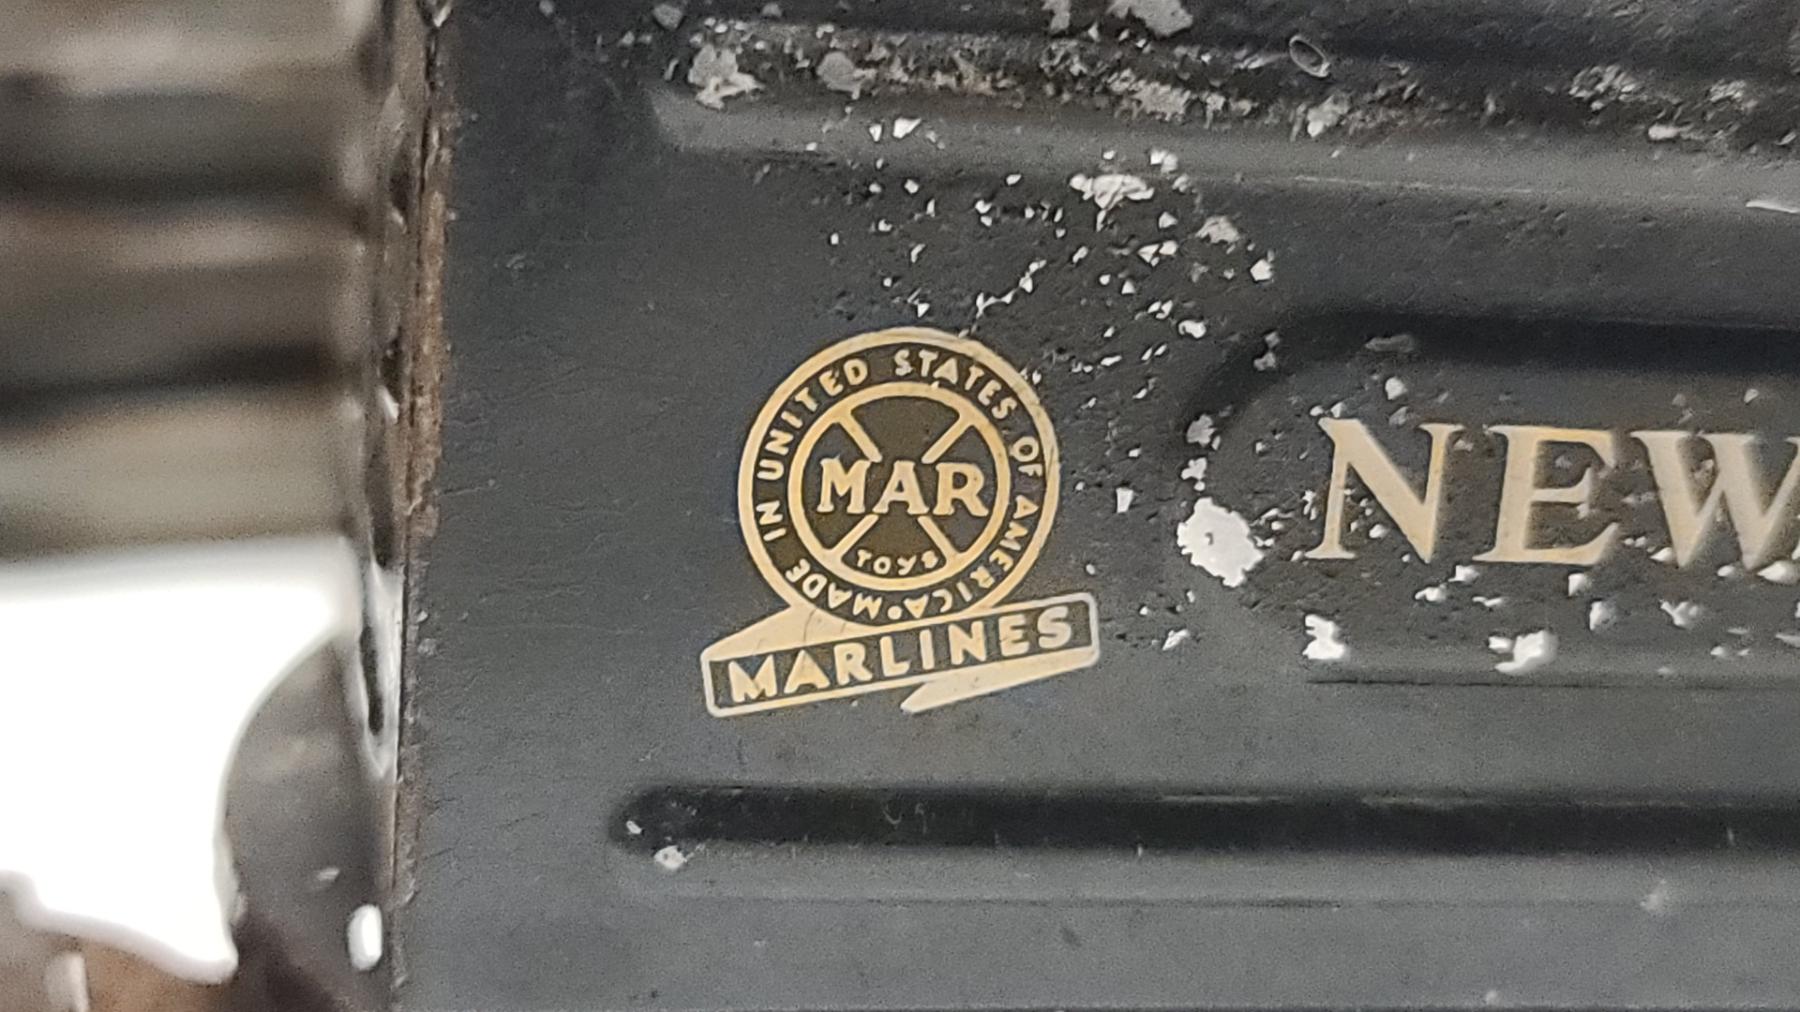 MADE IN UNITED STATES OF AMERICA •
MAR
TOYS
MARLINES
NEW